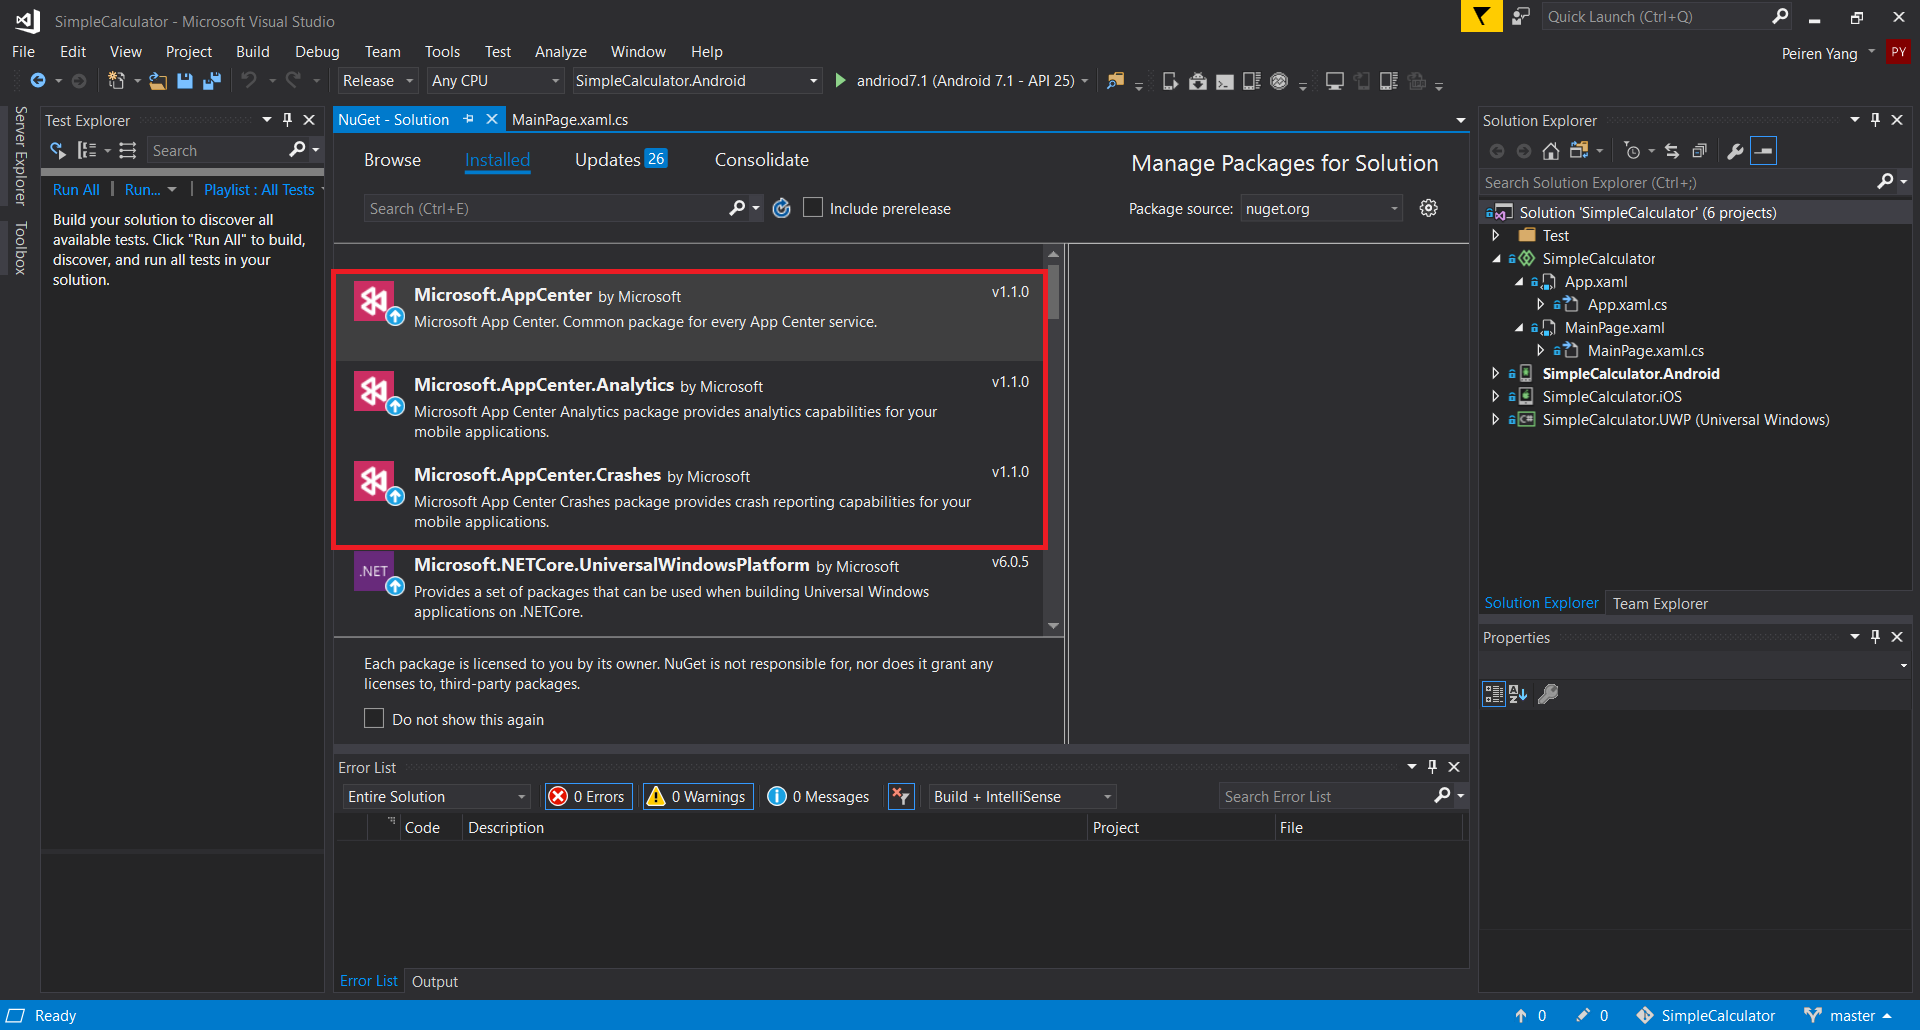 SimpleCalculator - Microsoft Visual Studio
Quick Launch (Ctrl+Q)
File Edit View Project Build Debug Team Tools Test Analyze Window Help
Peiren Yang PY
Release Any CPU SimpleCalculator.Android andriod7.1 (Android 7.1 - API 25)
Server Explorer
Toolbox
Test Explorer
Search
Run All Run... Playlist : All Tests
Build your solution to discover all
available tests. Click "Run All" to build,
discover, and run all tests in your
solution.
NuGet - Solution MainPage.xaml.cs
Browse Installed Updates 26 Consolidate
Manage Packages for Solution
Search (Ctrl+E) Include prerelease
Package source: nuget.org
Microsoft.AppCenter by Microsoft v1.1.0
Microsoft App Center. Common package for every App Center service.
Microsoft.AppCenter.Analytics by Microsoft v1.1.0
Microsoft App Center Analytics package provides analytics capabilities for your
mobile applications.
Microsoft.AppCenter.Crashes by Microsoft v1.1.0
Microsoft App Center Crashes package provides crash reporting capabilities for your
mobile applications.
.NET
Microsoft.NETCore.UniversalWindowsPlatform by Microsoft v6.0.5
Provides a set of packages that can be used when building Universal Windows
applications on .NETCore.
Each package is licensed to you by its owner. NuGet is not responsible for, nor does it grant any
licenses to, third-party packages.
Do not show this again
Error List
Entire Solution 0 Errors 0 Warnings 0 Messages Build + IntelliSense Search Error List
Code Description Project File
Error List Output
Solution Explorer
Search Solution Explorer (Ctrl+;)
Solution 'SimpleCalculator' (6 projects)
Test
SimpleCalculator
App.xaml
App.xaml.cs
MainPage.xaml
MainPage.xaml.cs
SimpleCalculator.Android
SimpleCalculator.iOS
C# SimpleCalculator.UWP (Universal Windows)
Solution Explorer Team Explorer
Properties
Ready
0 0 SimpleCalculator master